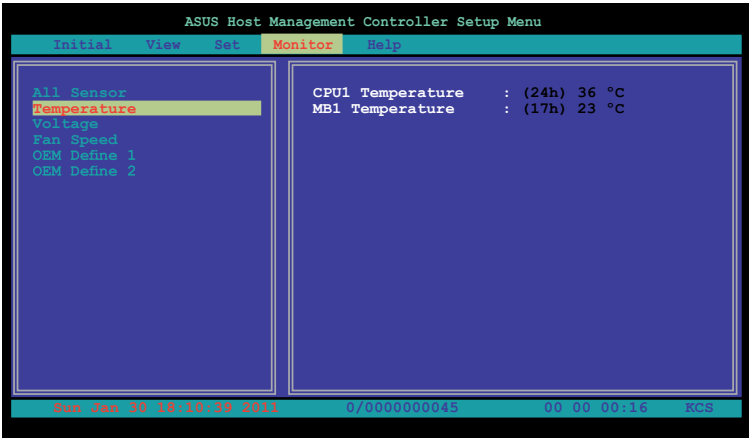 ASUS Host Management Controller Setup Menu
Initial View Set Monitor Help
All Sensor
Temperature
Voltage
Fan Speed
OEM Define 1
OEM Define 2
CPU1 Temperature : (24h) 36 °C
MB1 Temperature : (17h) 23 °C
Sun Jan 30 18:10:39 2011 0/0000000045 00 00 00:16 KCS